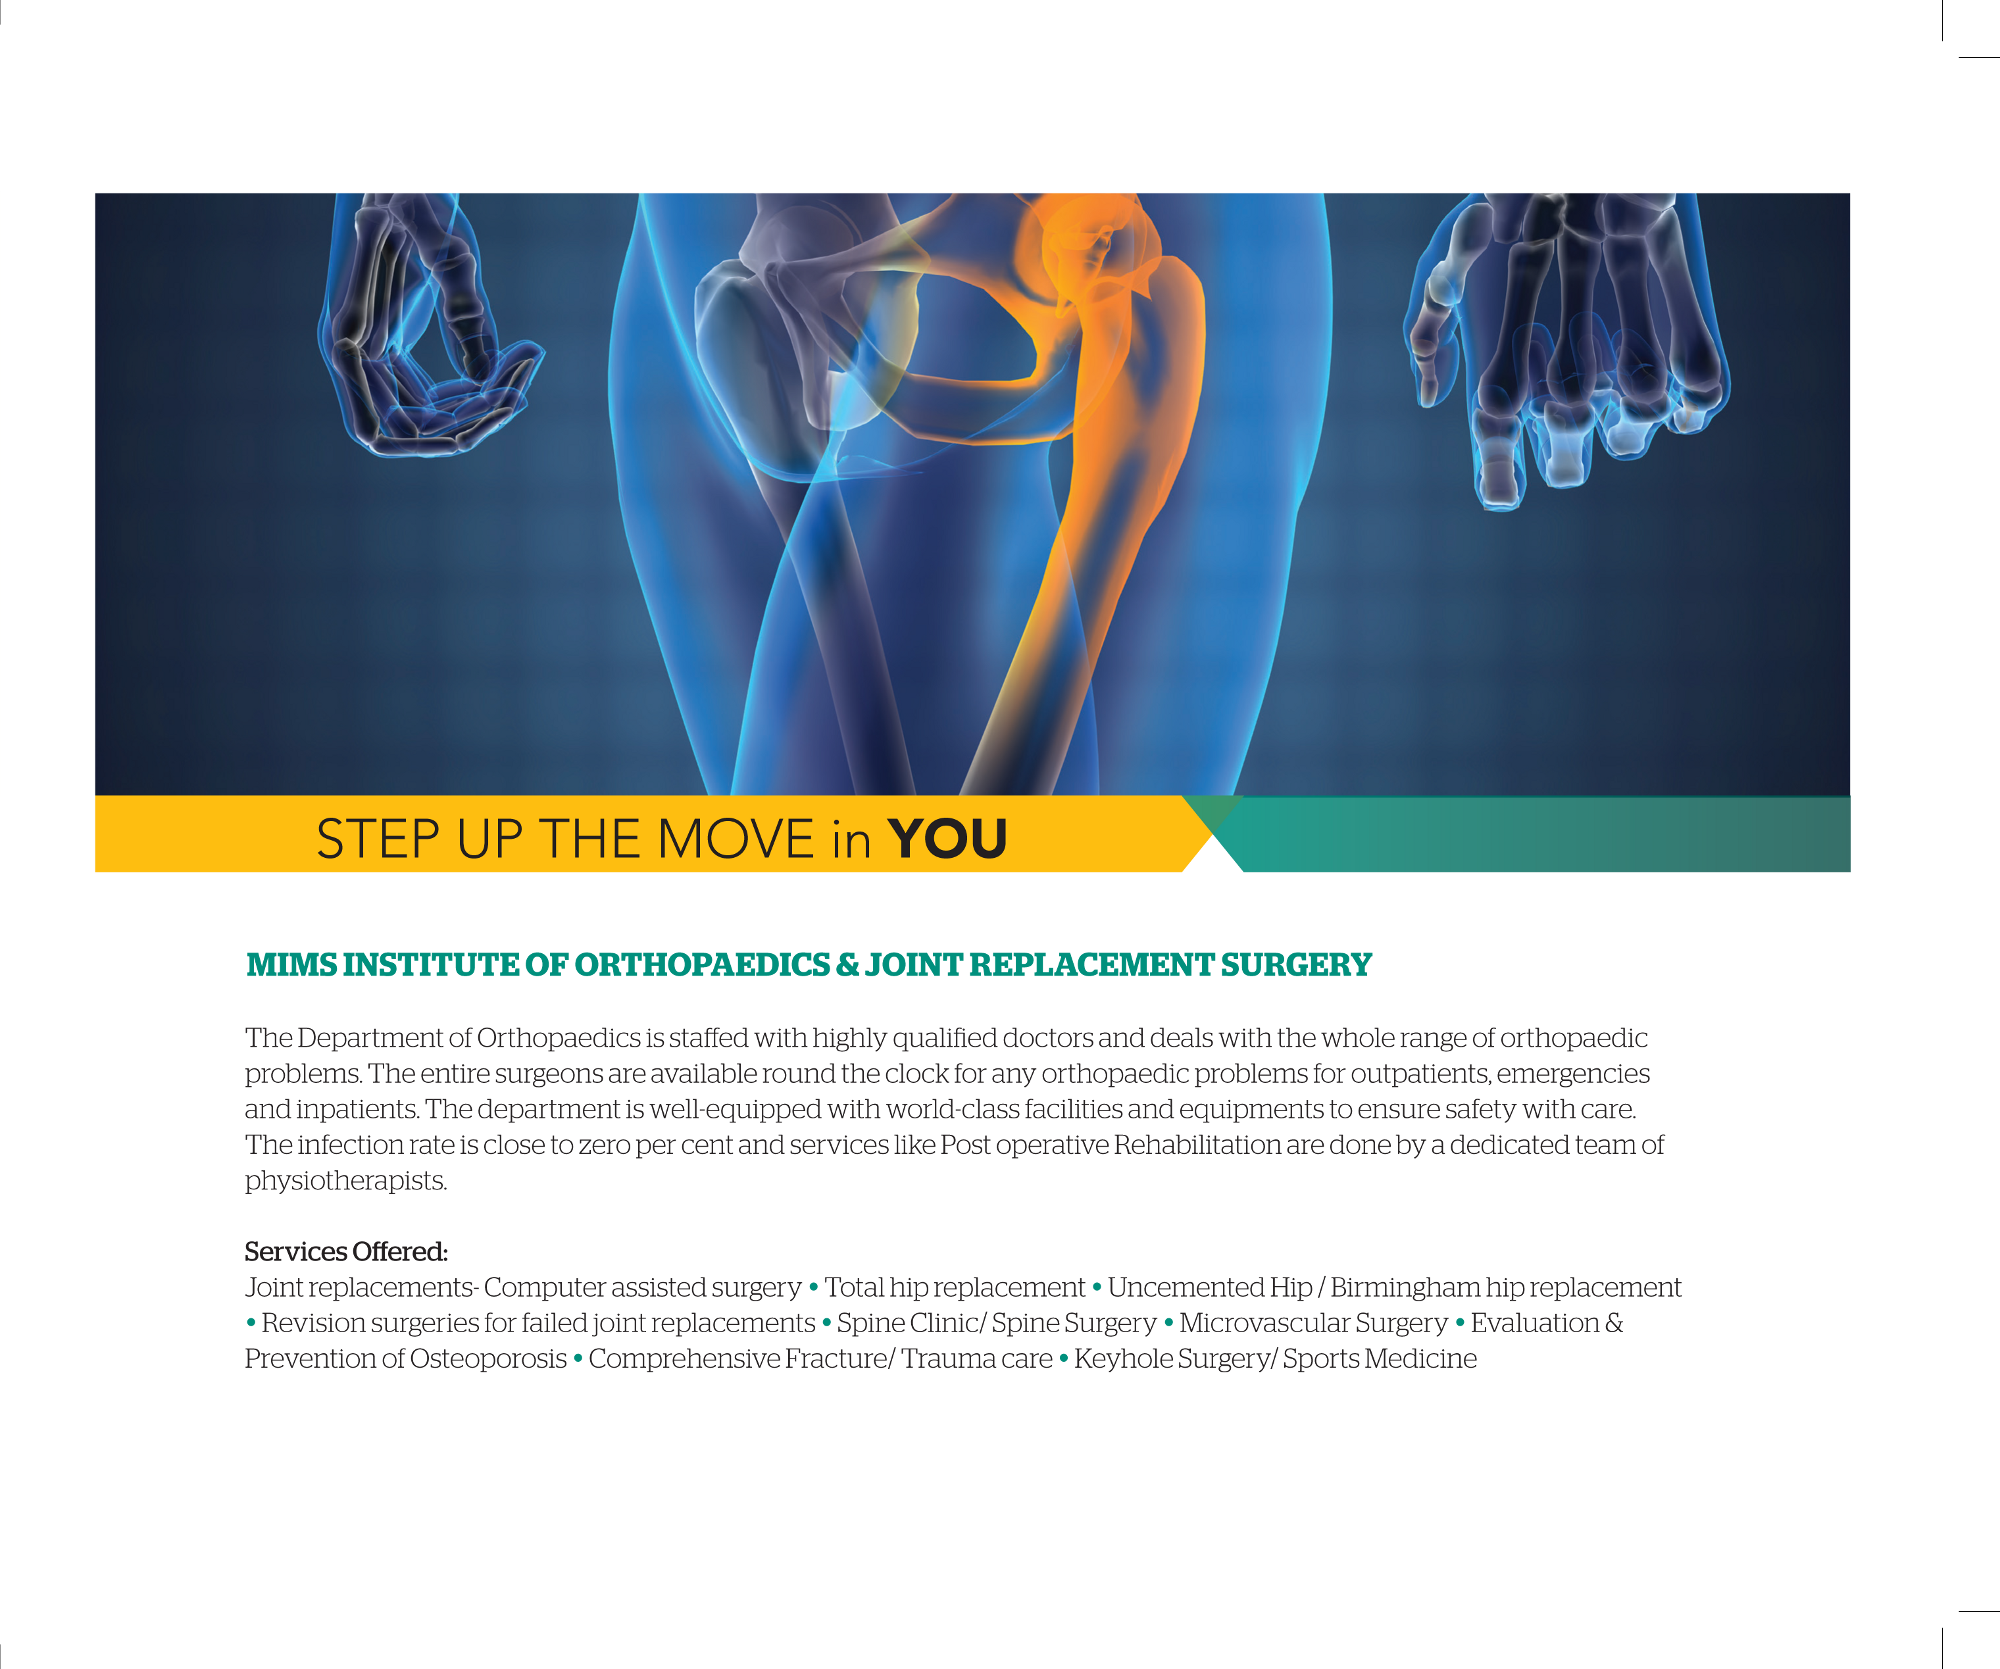 STEP UP THE MOVE in YOU
MIMS INSTITUTE OF ORTHOPAEDICS & JOINT REPLACEMENT SURGERY
The Department of Orthopaedics is staffed with highly qualified doctors and deals with the whole range of orthopaedic
problems. The entire surgeons are available round the clock for any orthopaedic problems for outpatients, emergencies
and inpatients. The department is well-equipped with world-class facilities and equipments to ensure safety with care.
The infection rate is close to zero per cent and services like Post operative Rehabilitation are done by a dedicated team of
physiotherapists.
Services Offered:
Joint replacements- Computer assisted surgery • Total hip replacement • Uncemented Hip / Birmingham hip replacement
• Revision surgeries for failed joint replacements • Spine Clinic/ Spine Surgery • Microvascular Surgery • Evaluation &
Prevention of Osteoporosis • Comprehensive Fracture/ Trauma care • Keyhole Surgery/ Sports Medicine